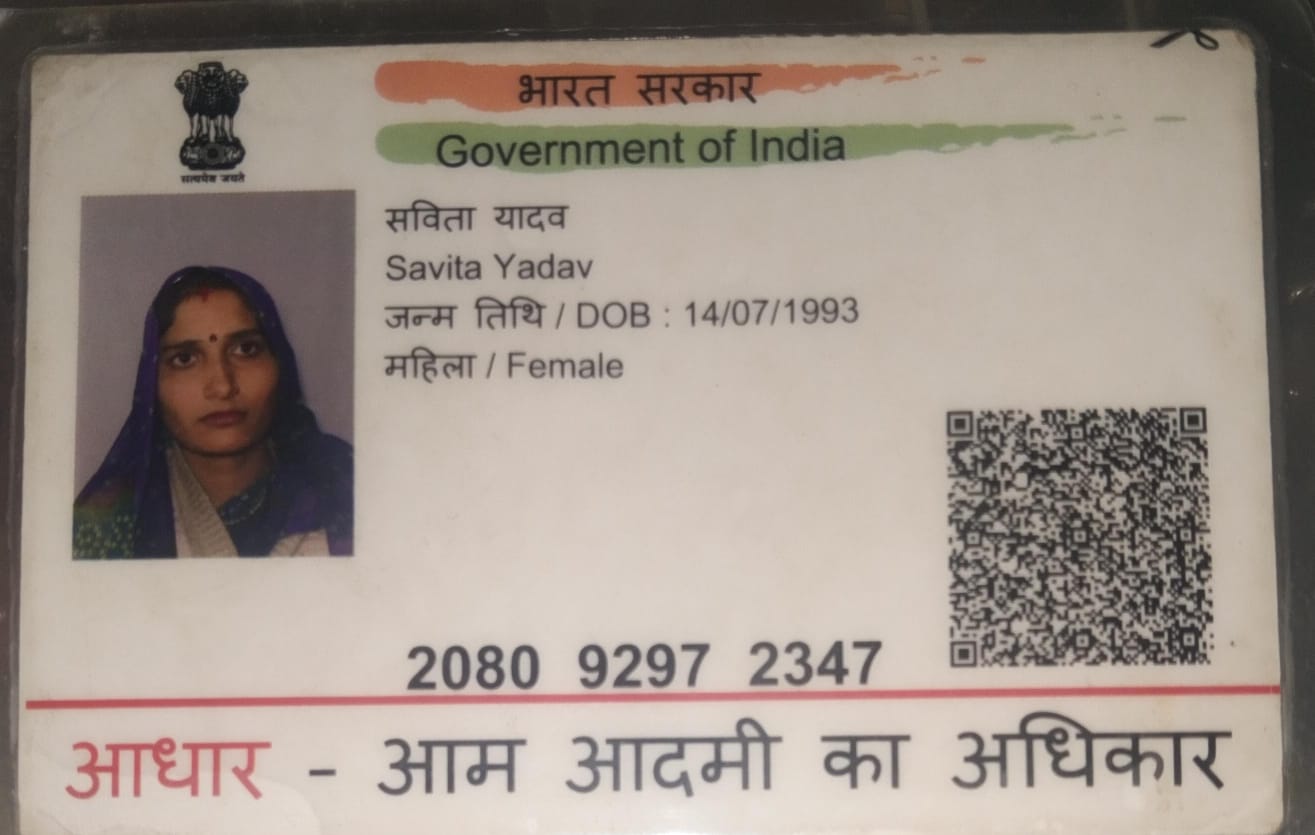 भारत सरकार
Government of India
सत्यमेव जयते
सविता यादव
Savita Yadav
जन्म तिथि / DOB : 14/07/1993
महिला / Female
2080 9297 2347
आधार - आम आदमी का अधिकार